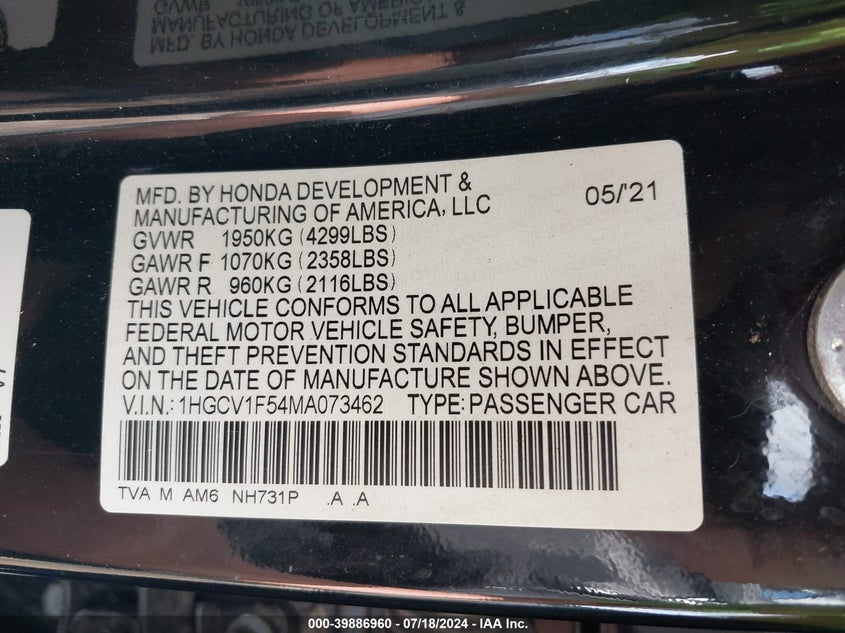 MFD. BY HONDA DEVELOPMENT &
MANUFACTURING OF AMERICA, LLC 05/'21
GVWR 1950KG (4299LBS)
GAWR F 1070KG (2358LBS)
GAWR R 960KG (2116LBS)
THIS VEHICLE CONFORMS TO ALL APPLICABLE
FEDERAL MOTOR VEHICLE SAFETY, BUMPER,
AND THEFT PREVENTION STANDARDS IN EFFECT
ON THE DATE OF MANUFACTURE SHOWN ABOVE.
V.I.N.: 1HGCV1F54MA073462 TYPE: PASSENGER CAR
TVA M AM6 NH731P .A .A
000-39886960 - 07/18/2024 - IAA Inc.